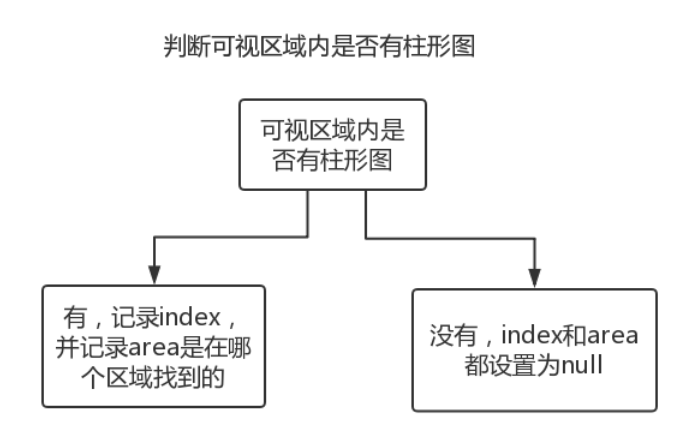 判断可视区域内是否有柱形图
可视区域内是
否有柱形图
有，记录index，
并记录area是在哪
个区域找到的
没有，index和area
都设置为null